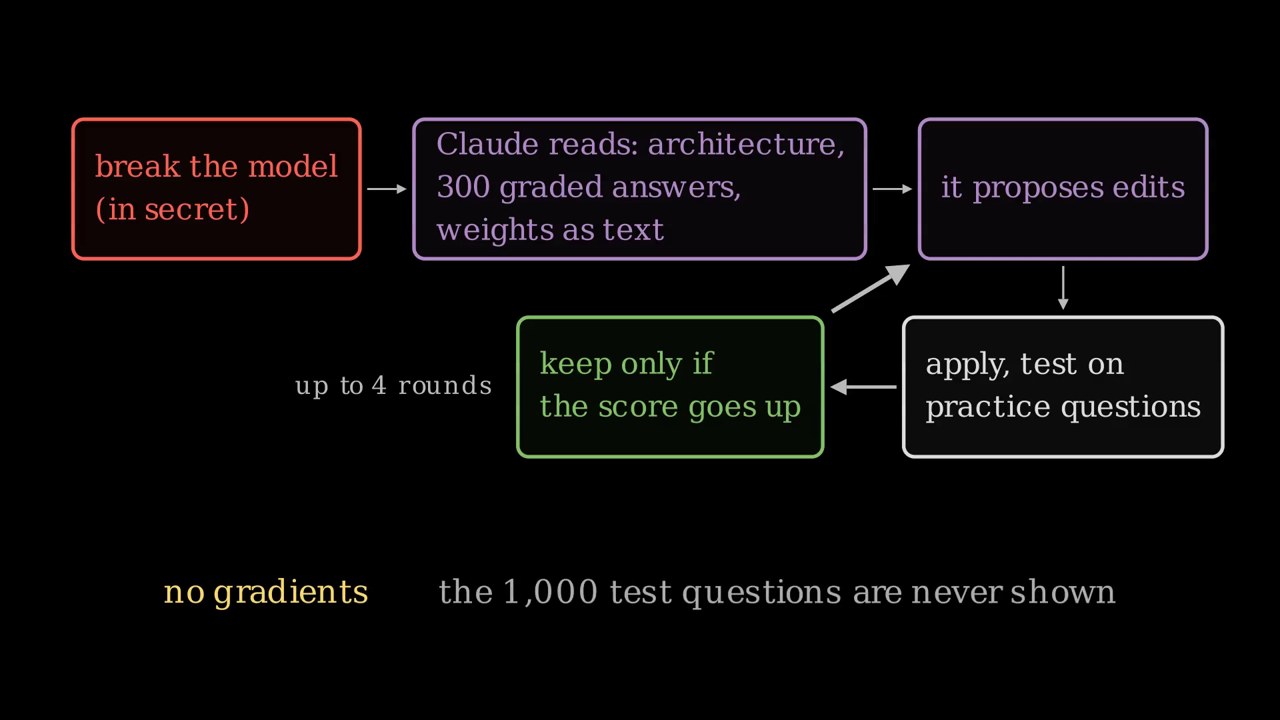 break the model
(in secret)
Claude reads: architecture,
300 graded answers,
weights as text
it proposes edits
apply, test on
practice questions
keep only if
the score goes up
up to 4 rounds
no gradients
the 1,000 test questions are never shown